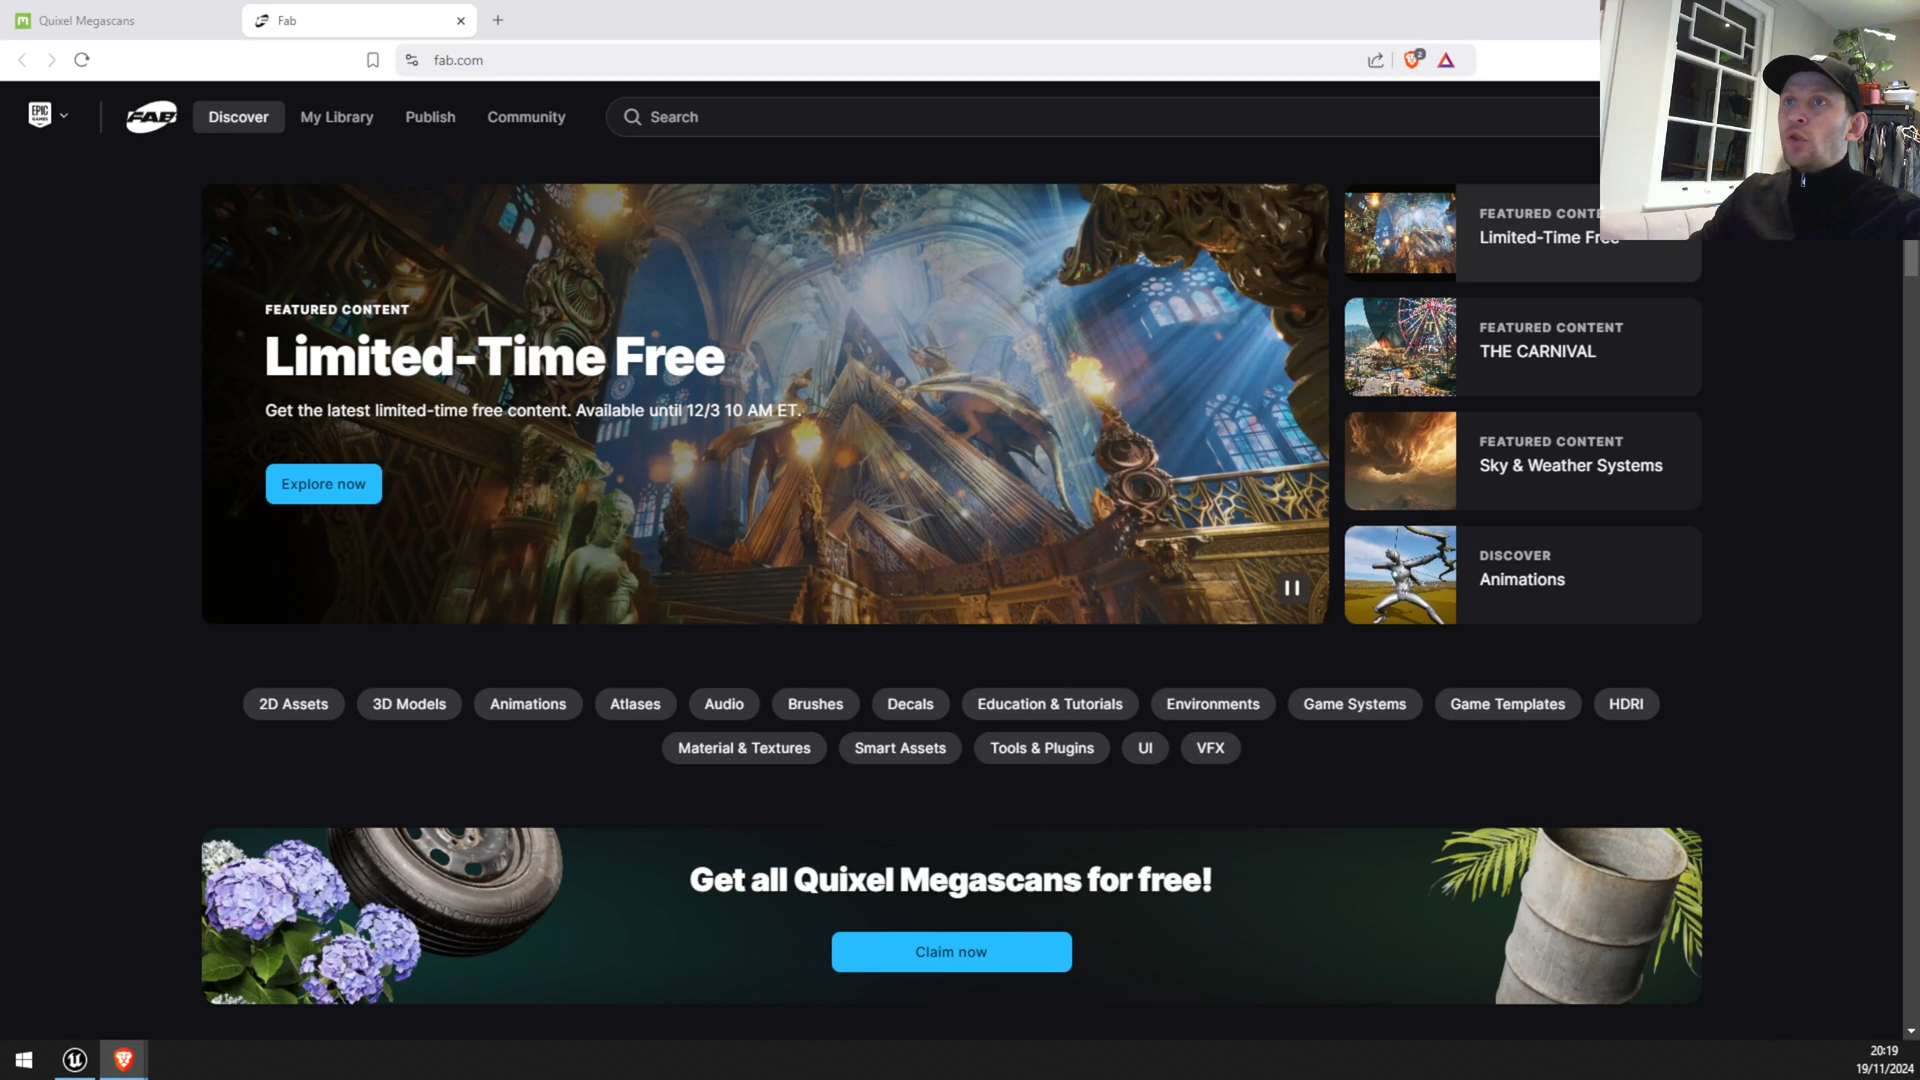 Quixel Megascans
Fab
fab.com
2
EPIC
GAMES
FAB
Discover
My Library
Publish
Community
Search
FEATURED CONTENT
Limited-Time Free
Get the latest limited-time free content. Available until 12/3 10 AM ET.
Explore now
FEATURED CONTE
Limited-Time Free
FEATURED CONTENT
THE CARNIVAL
FEATURED CONTENT
Sky & Weather Systems
DISCOVER
Animations
2D Assets
3D Models
Animations
Atlases
Audio
Brushes
Decals
Education & Tutorials
Environments
Game Systems
Game Templates
HDRI
Material & Textures
Smart Assets
Tools & Plugins
UI
VFX
Get all Quixel Megascans for free!
Claim now
20:19
19/11/2024